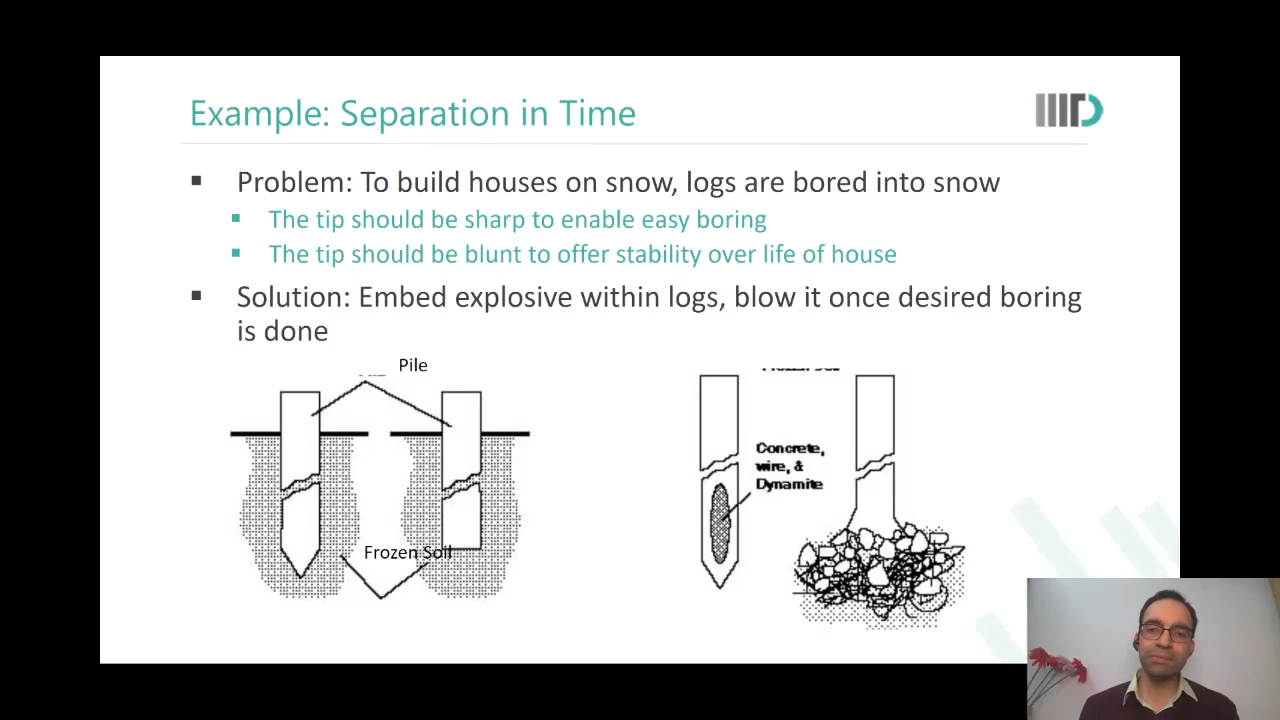 Example: Separation in Time
Problem: To build houses on snow, logs are bored into snow
The tip should be sharp to enable easy boring
The tip should be blunt to offer stability over life of house
Solution: Embed explosive within logs, blow it once desired boring
is done
Pile
Frozen Soil
Concrete,
wire, &
Dynamite